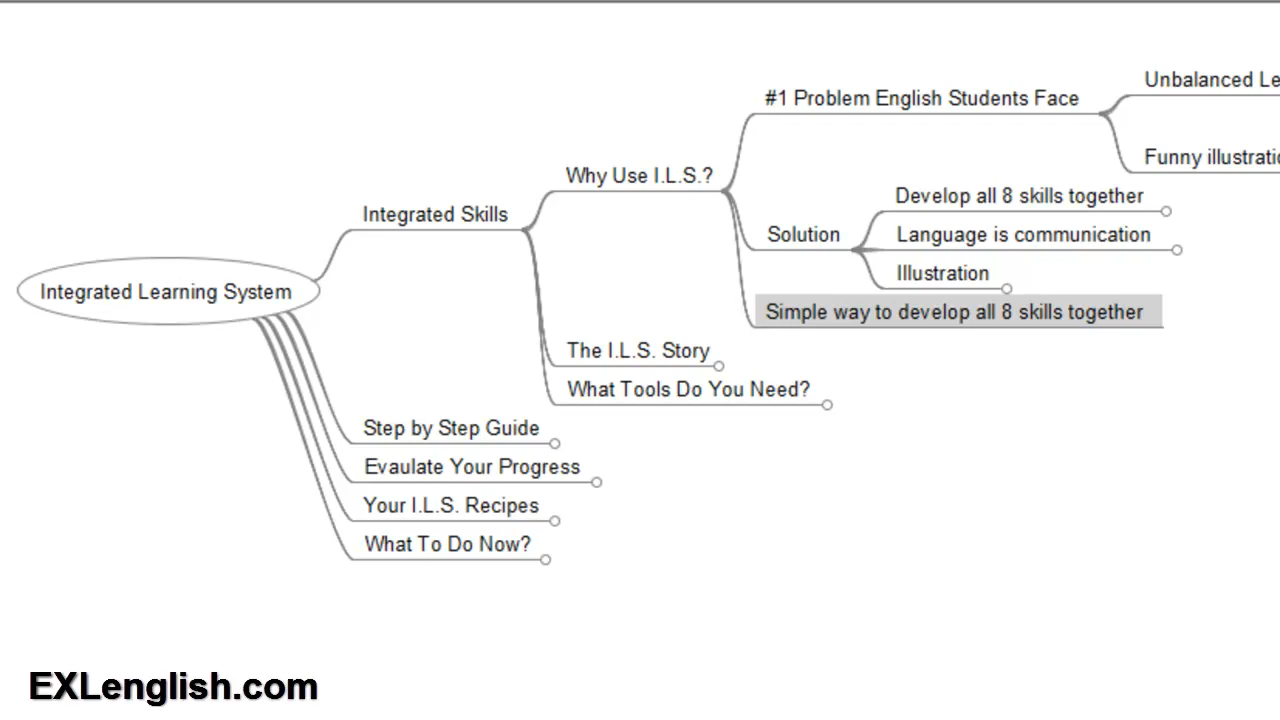 Unbalanced
#1 Problem English Students Face
Funny
Why Use I.L.S.?
Develop all 8 skills together
Integrated Skills
Solution
Language is communication
Illustration
Integrated Learning System
Simple way to develop all 8 skills together
The I.L.S. Story
What Tools Do You Need?
Step by Step Guide
Evaulate Your Progress
Your I.L.S. Recipes
What To Do Now?
EXLenglish.com